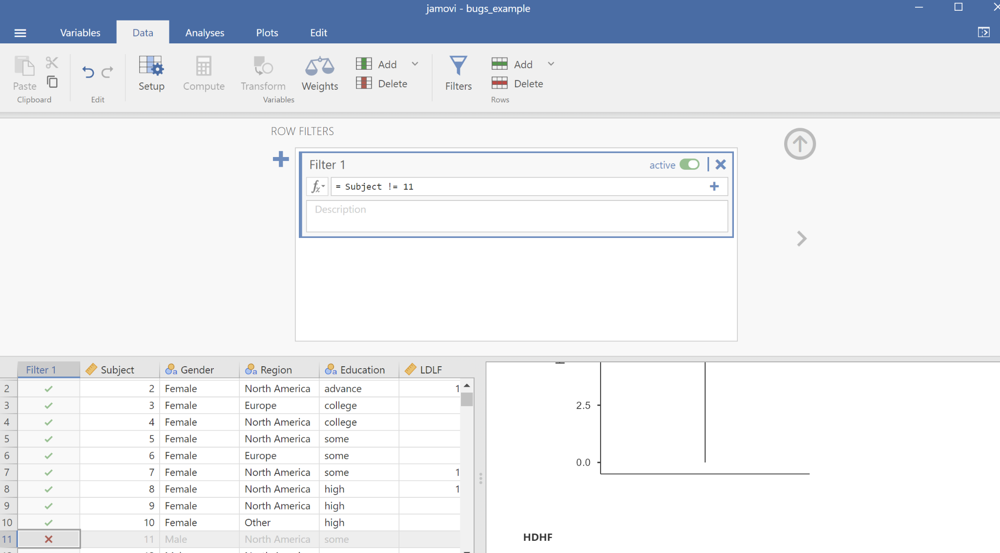 jamovi - bugs_example
Variables Data Analyses Plots Edit
Paste Setup Compute Transform Weights Add Delete Filters Add Delete
Clipboard Edit Variables Rows
ROW FILTERS
Filter 1 active
fx = Subject != 11
Description
Filter 1 Subject Gender Region Education LDLF
2 2 Female North America advance 1
3 3 Female Europe college
4 4 Female North America college
5 5 Female North America some
6 6 Female Europe some
7 7 Female North America some 1
8 8 Female North America high 1
9 9 Female North America high
10 10 Female Other high
11 11 Male North America some
2.5
0.0
HDHF